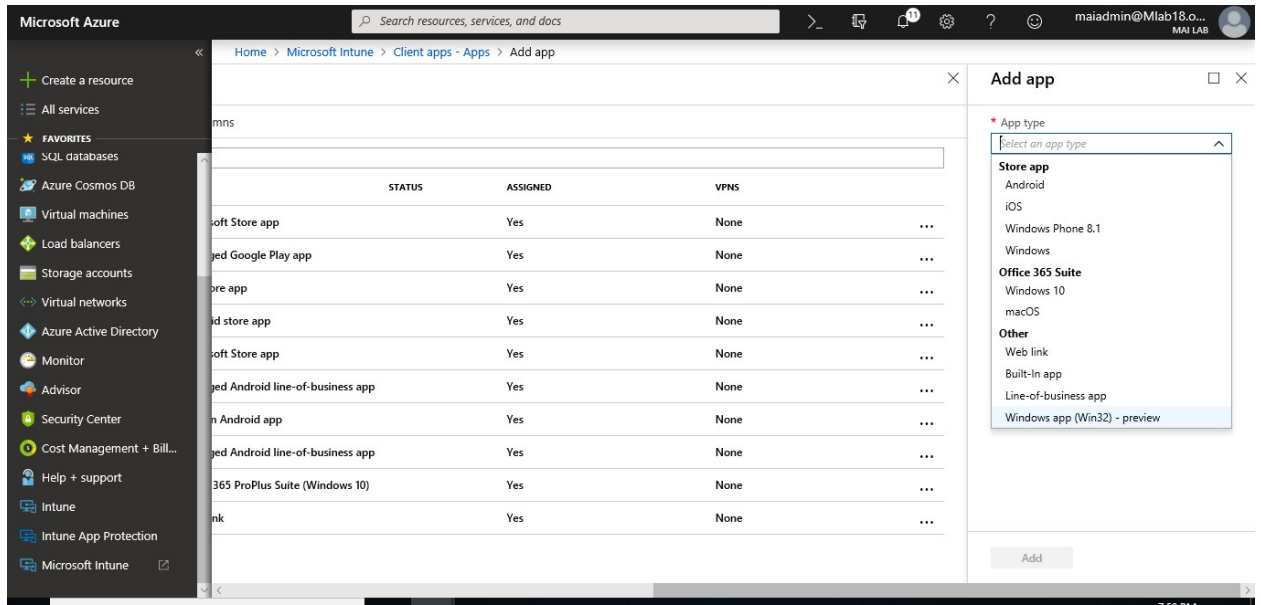 Microsoft Azure
Search resources, services, and docs
11
maiadmin@Mlab18.o...
MAI LAB
Home > Microsoft Intune > Client apps - Apps > Add app
Create a resource
All services
FAVORITES
SQL databases
Azure Cosmos DB
Virtual machines
Load balancers
Storage accounts
Virtual networks
Azure Active Directory
Monitor
Advisor
Security Center
Cost Management + Bill...
Help + support
Intune
Intune App Protection
Microsoft Intune
mns
STATUS ASSIGNED VPNS
soft Store app Yes None ...
ged Google Play app Yes None ...
ore app Yes None ...
id store app Yes None ...
soft Store app Yes None ...
ged Android line-of-business app Yes None ...
n Android app Yes None ...
ged Android line-of-business app Yes None ...
365 ProPlus Suite (Windows 10) Yes None ...
nk Yes None ...
Add app
* App type
Select an app type
Store app
Android
iOS
Windows Phone 8.1
Windows
Office 365 Suite
Windows 10
macOS
Other
Web link
Built-In app
Line-of-business app
Windows app (Win32) - preview
Add